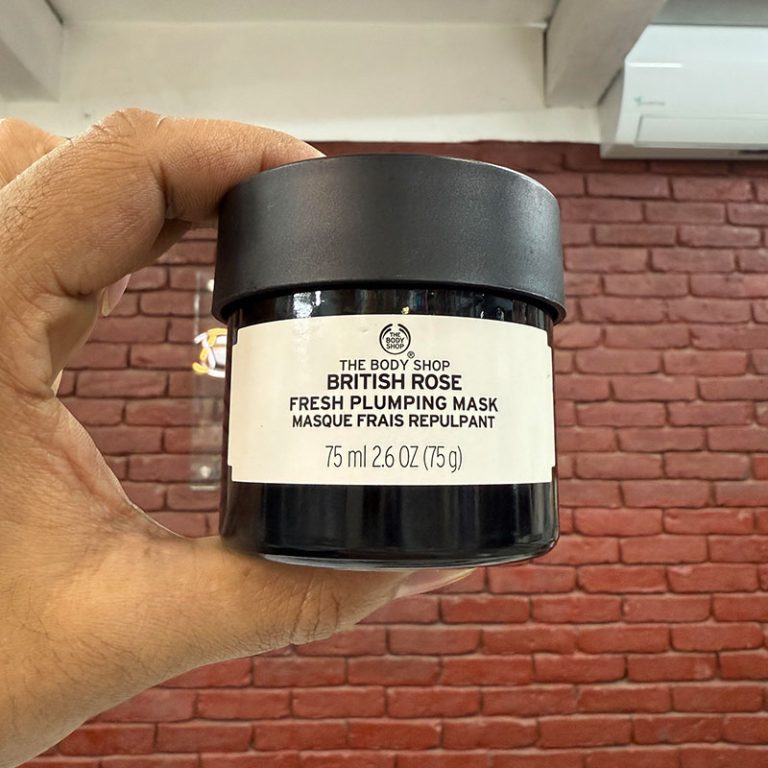 THE
BODY
SHOP
THE BODY SHOP®
BRITISH ROSE
FRESH PLUMPING MASK
MASQUE FRAIS REPULPANT
75 ml 2.6 OZ (75 g)